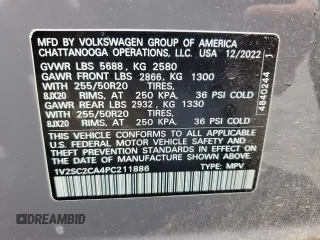 MFD BY VOLKSWAGEN GROUP OF AMERICA
CHATTANOOGA OPERATIONS, LLC. USA 12/2022
GVWR LBS 5688, KG 2580
GAWR FRONT LBS 2866, KG 1300
WITH 255/50R20 TIRES,
8JX20 RIMS, AT 250 KPA, 36 PSI COLD
GAWR REAR LBS 2932, KG 1330
WITH 255/50R20 TIRES,
8JX20 RIMS, AT 250 KPA, 36 PSI COLD
THIS VEHICLE CONFORMS TO ALL APPLICABLE
FEDERAL MOTOR VEHICLE SAFETY STANDARDS
IN EFFECT ON THE DATE OF MANUFACTURE
SHOWN ABOVE
1V2SC2CA4PC211886 TYPE: MPV
4840244
DREAMBID